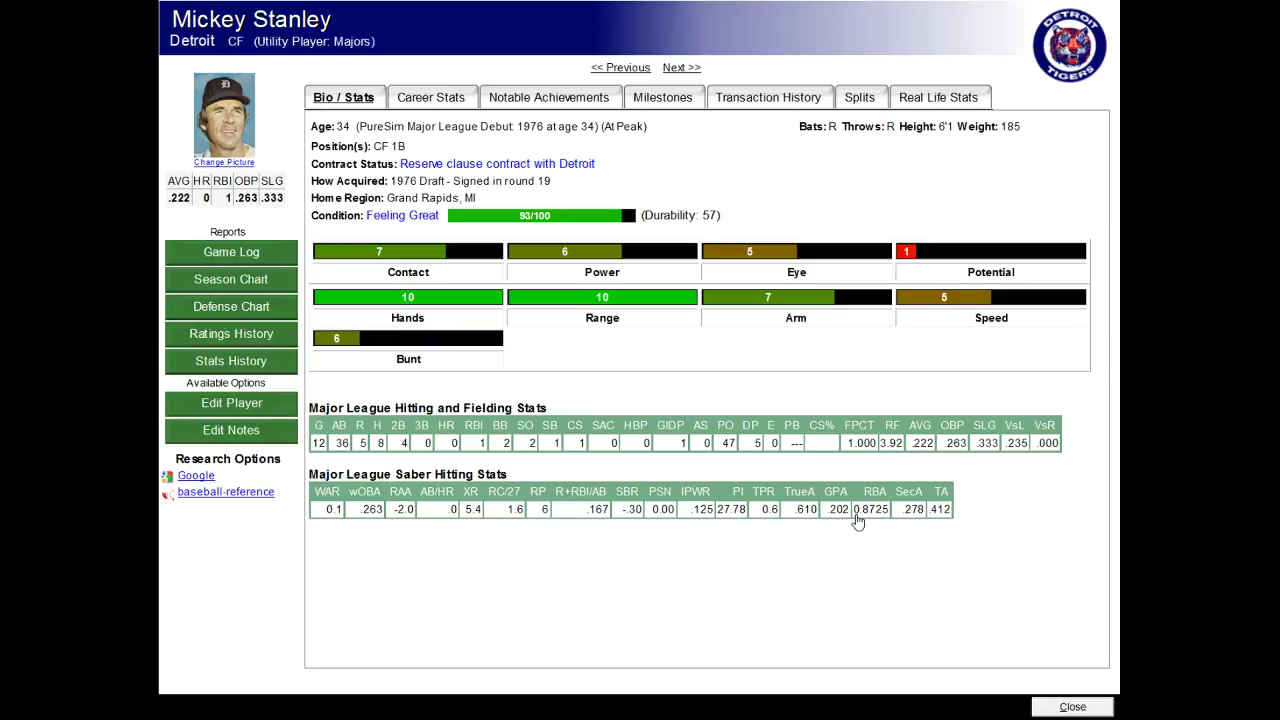 Mickey Stanley
Detroit CF (Utility Player: Majors)
DETROIT TIGERS
<< Previous Next >>
Bio / Stats Career Stats Notable Achievements Milestones Transaction History Splits Real Life Stats
Change Picture
AVG HR RBI OBP SLG
.222 0 1 .263 .333
Reports
Game Log
Season Chart
Defense Chart
Ratings History
Stats History
Available Options
Edit Player
Edit Notes
Research Options
Google
baseball-reference
Age: 34 (PureSim Major League Debut: 1976 at age 34) (At Peak) Bats: R Throws: R Height: 6'1 Weight: 185
Position(s): CF 1B
Contract Status: Reserve clause contract with Detroit
How Acquired: 1976 Draft - Signed in round 19
Home Region: Grand Rapids, MI
Condition: Feeling Great 93/100 (Durability: 57)
7 6 5 1
Contact Power Eye Potential
10 10 7 5
Hands Range Arm Speed
6
Bunt
Major League Hitting and Fielding Stats
G AB R H 2B 3B HR RBI BB SO SB CS SAC HBP GIDP AS PO DP E PB CS% FPCT RF AVG OBP SLG VsL VsR
12 36 5 8 4 0 0 1 2 2 1 1 0 0 1 0 47 5 0 --- 1.000 3.92 .222 .263 .333 .235 .000
Major League Saber Hitting Stats
WAR wOBA RAA AB/HR XR RC/27 RP R+RBI/AB SBR PSN IPWR PI TPR TrueA GPA RBA SecA TA
0.1 .263 -2.0 .0 5.4 1.6 6 .167 -.30 0.00 .125 27.78 0.6 .610 .202 0.8725 .278 .412
Close